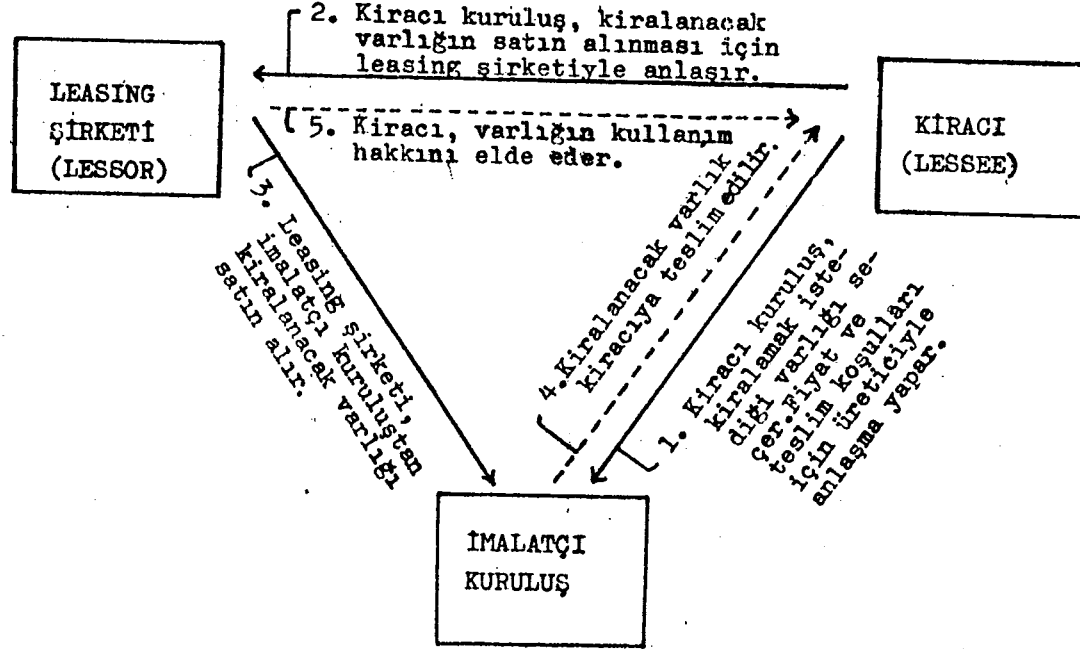 2. Kiracı kuruluş, kiralanacak
varlığın satın alınması için
leasing şirketiyle anlaşır.
LEASİNG
ŞİRKETİ
(LESSOR)
5. Kiracı, varlığın kullanım
hakkını elde eder.
KİRACI
(LESSEE)
3. Leasing şirketi,
imalatçı kuruluştan
kiralanacak varlığı
satın alır.
4.Kiralanacak varlık
kiracıya teslim edilir.
1. Kiracı kuruluş,
kiralamak iste-
diği varlığı se-
çer.Fiyat ve
teslim koşulları
için üreticiyle
anlaşma yapar.
İMALATÇI
KURULUŞ